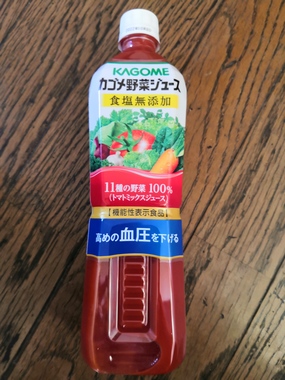 KAGOME
カゴメ野菜ジュース
食塩無添加
11種の野菜 100%
(トマトミックスジュース)
【機能性表示食品】
高めの血圧を下げる